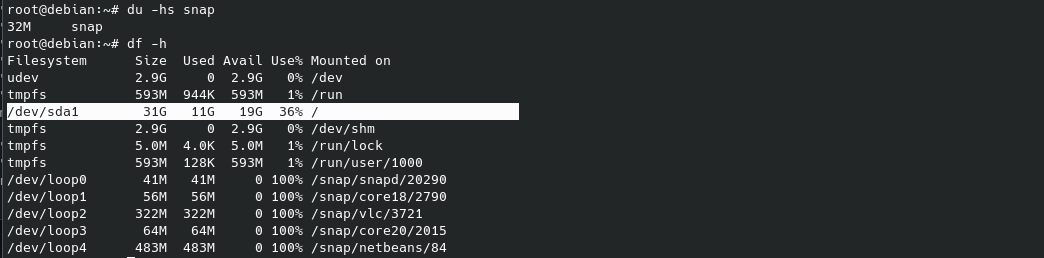 root@debian:~# du -hs snap
32M     snap
root@debian:~# df -h
Filesystem      Size  Used Avail Use% Mounted on
udev            2.9G     0  2.9G   0% /dev
tmpfs           593M  944K  593M   1% /run
/dev/sda1        31G   11G   19G  36% /
tmpfs           2.9G     0  2.9G   0% /dev/shm
tmpfs           5.0M  4.0K  5.0M   1% /run/lock
tmpfs           593M  128K  593M   1% /run/user/1000
/dev/loop0       41M   41M     0 100% /snap/snapd/20290
/dev/loop1       56M   56M     0 100% /snap/core18/2790
/dev/loop2      322M  322M     0 100% /snap/vlc/3721
/dev/loop3       64M   64M     0 100% /snap/core20/2015
/dev/loop4      483M  483M     0 100% /snap/netbeans/84